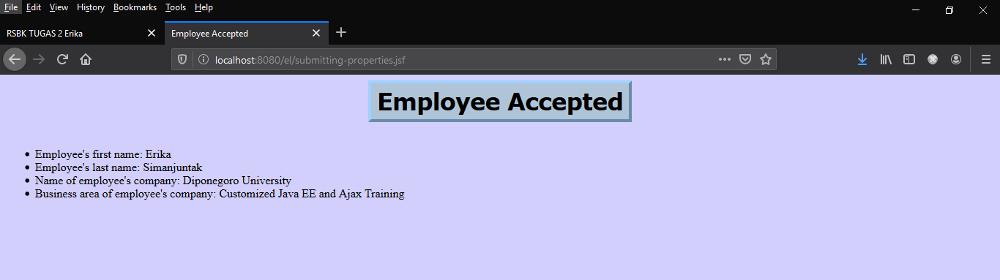 File Edit View History Bookmarks Tools Help
RSBK TUGAS 2 Erika
Employee Accepted
localhost:8080/el/submitting-properties.jsf
Employee Accepted
Employee's first name: Erika
Employee's last name: Simanjuntak
Name of employee's company: Diponegoro University
Business area of employee's company: Customized Java EE and Ajax Training